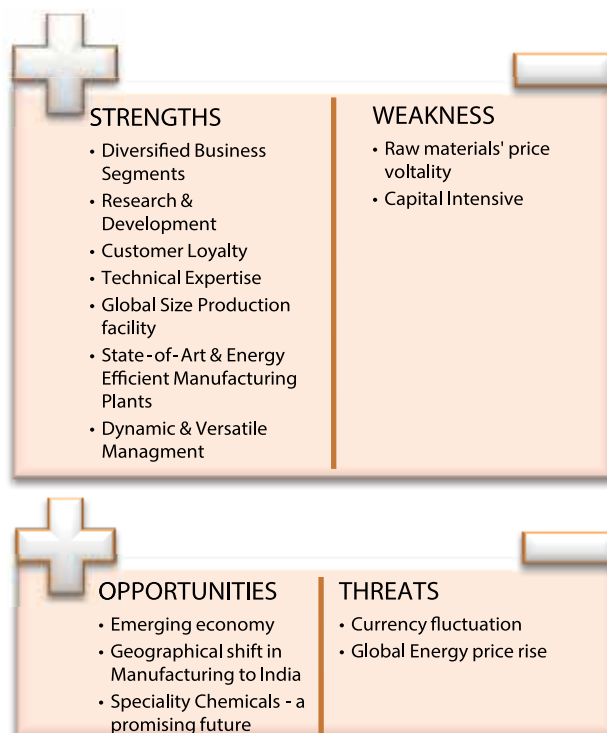 STRENGTHS
• Diversified Business
Segments
• Research &
Development
• Customer Loyalty
• Technical Expertise
• Global Size Production
facility
• State-of-Art & Energy
Efficient Manufacturing
Plants
• Dynamic & Versatile
Managment
WEAKNESS
• Raw materials' price
voltality
• Capital Intensive
OPPORTUNITIES
• Emerging economy
• Geographical shift in
Manufacturing to India
• Speciality Chemicals - a
promising future
THREATS
• Currency fluctuation
• Global Energy price rise